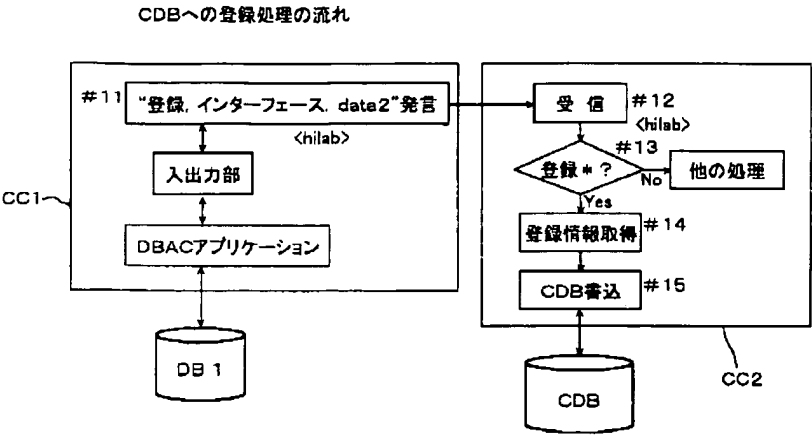 CDBへの登録処理の流れ
#11
"登録，インターフェース，data2"発言
<hilab>
入出力部
DBACアプリケーション
CC1
DB1
受信
#12
<hilab>
#13
登録*？
No
他の処理
Yes
登録情報取得
#14
CDB書込
#15
CC2
CDB